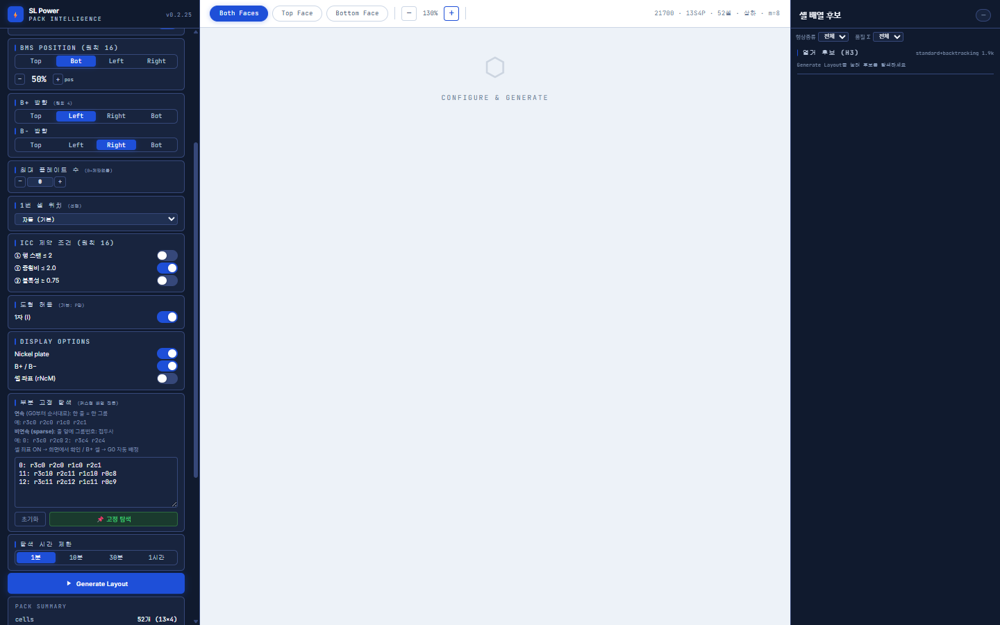 SL Power
PACK INTELLIGENCE
v0.2.25
BMS POSITION (원칙 16)
Top Bot Left Right
− 50% + pos
B+ 방향 (원칙 4)
Top Left Right Bot
B- 방향
Top Left Right Bot
최대 플레이트 수 (0=제한없음)
− 0 +
1번 셀 위치 (선택)
자동 (기본)
ICC 제약 조건 (원칙 16)
① 행 스팬 ≤ 2
② 종횡비 ≤ 2.0
③ 볼록성 ≥ 0.75
도형 허용 (기본: P만)
1자 (I)
DISPLAY OPTIONS
Nickel plate
B+ / B−
셀 좌표 (rNcM)
부분 고정 탐색 (커스텀 배열 전용)
연속 (G0부터 순서대로): 한 줄 = 한 그룹
예: r3c0 r2c0 r1c0 r2c1
비연속 (sparse): 줄 앞에 그룹번호: 접두사
예: 0: r3c0 r2c0 2: r3c4 r2c4
셀 좌표 ON → 화면에서 확인 / B+ 셀 → G0 자동 배정
0: r3c0 r2c0 r1c0 r2c1
11: r3c10 r2c11 r1c10 r0c8
12: r3c11 r2c12 r1c11 r0c9
초기화 📌 고정 탐색
탐색 시간 제한
1분 10분 30분 1시간
▶ Generate Layout
PACK SUMMARY
cells 52개 (13×4)
Both Faces Top Face Bottom Face − 130% + 21700 · 13S4P · 52셀 · 상하 · m=8
CONFIGURE & GENERATE
셀 배열 후보 −
형상종류 전체 품질 Σ 전체
열거 후보 (H3) standard+backtracking 1.9k
Generate Layout을 눌러 후보를 탐색하세요